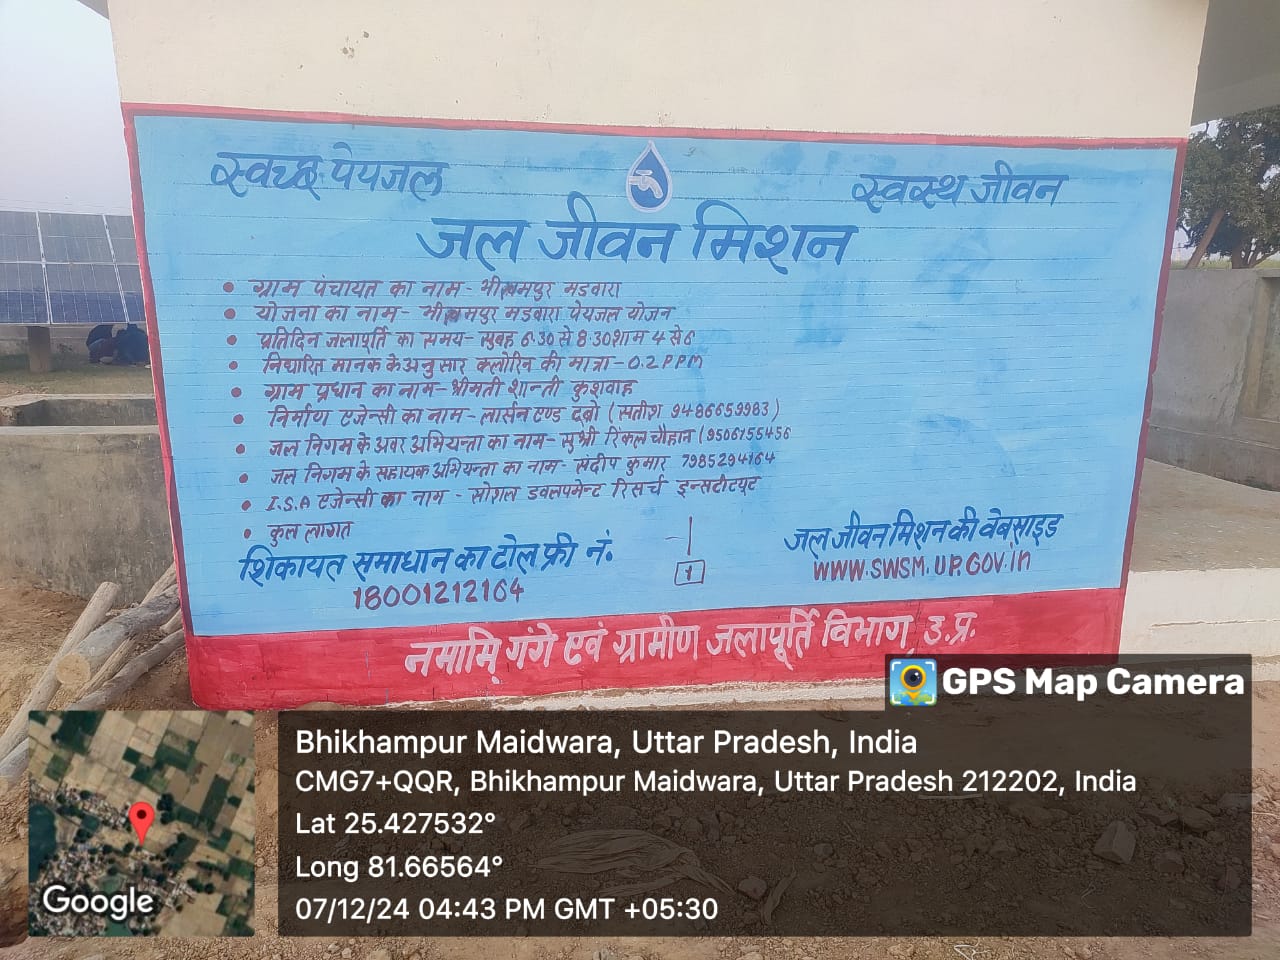 स्वच्छ पेयजल
स्वस्थ जीवन
जल जीवन मिशन
• ग्राम पंचायत का नाम- भीखमपुर मडवारा
• योजना का नाम- भीखमपुर मडवारा पेयजल योजन
• प्रतिदिन जलापूर्ति का समय- सुबह 6.30 से 8.30 शाम 4 से 6
• निधारित मानक के अनुसार क्लोरिन की मात्रा-0.2 PPM
• ग्राम प्रधान का नाम- श्रीमती शान्ती कुशवाह
• निर्माण एजेन्सी का नाम- लार्सन एण्ड टूब्रो (सतीश 9486659983)
• जल निगम के अवर अभियन्ता का नाम- सुश्री रिंकल चौहान (9506155456
• जल निगम के सहायक अभियन्ता का नाम- संदीप कुमार 7985294164
• I.S.A एजेन्सी का नाम - सोशल डवलपमेन्ट रिसर्च इन्सटीटयूट
• कुल लागत
शिकायत समाधान का टोल फ्री नं.
18001212164
1
जल जीवन मिशन की वेबसाइड
WWW.SWSM.UP.GOV.in
नमामि गंगे एवं ग्रामीण जलापूर्ति विभाग, उ.प्र.
GPS Map Camera
Bhikhampur Maidwara, Uttar Pradesh, India
CMG7+QQR, Bhikhampur Maidwara, Uttar Pradesh 212202, India
Lat 25.427532°
Long 81.66564°
07/12/24 04:43 PM GMT +05:30
Google